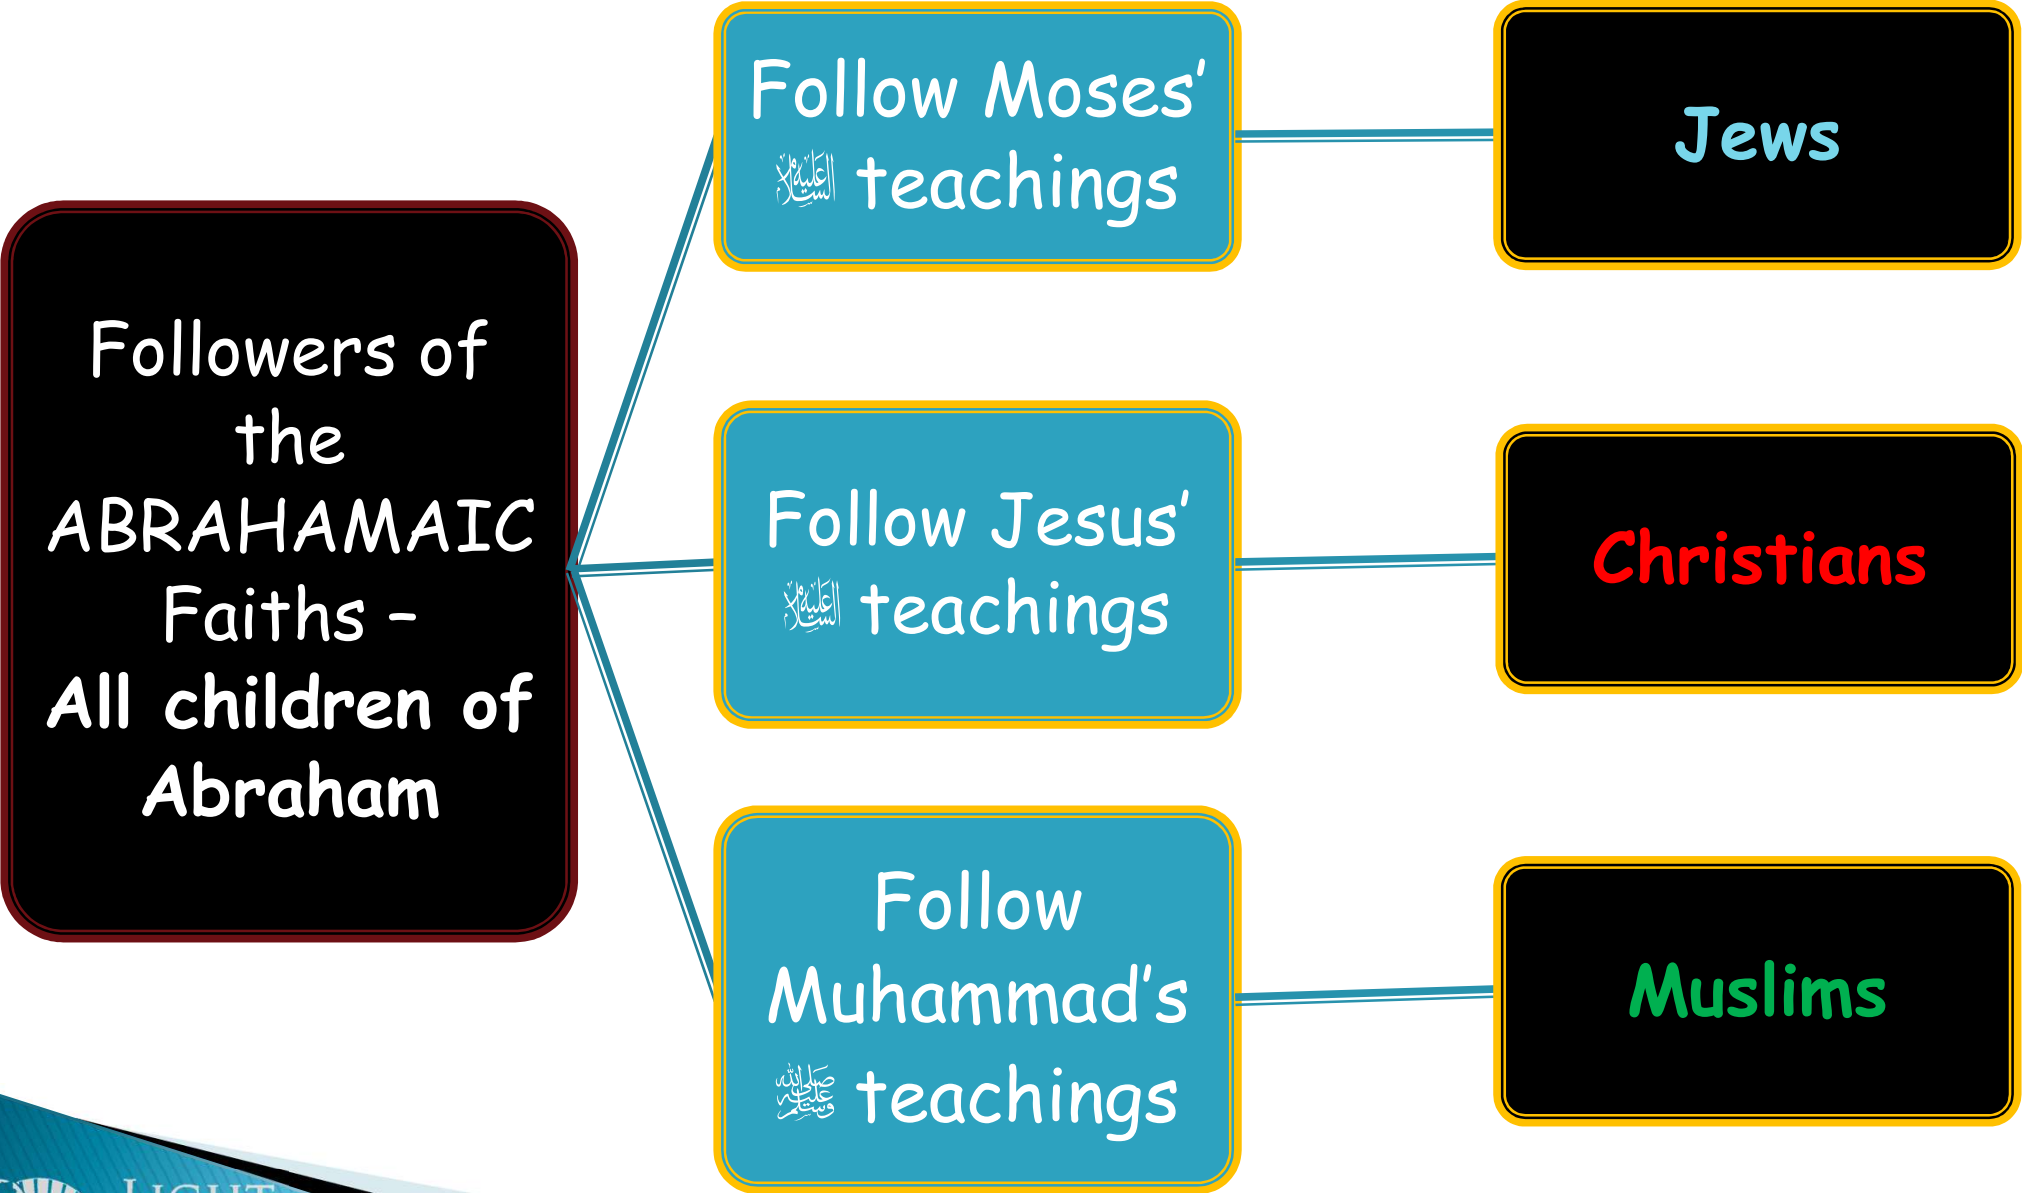 Followers of
the
ABRAHAMAIC
Faiths –
All children of
Abraham
Follow Moses’
عليه السلام teachings
Jews
Follow Jesus’
عليه السلام teachings
Christians
Follow
Muhammad’s
ﷺ teachings
Muslims
LIGHT